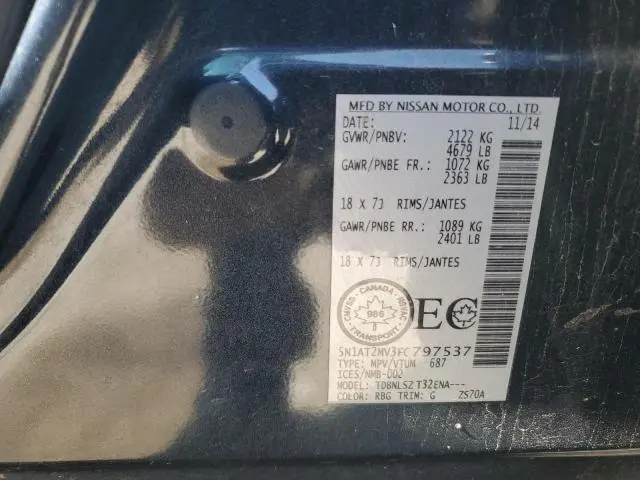 MFD BY NISSAN MOTOR CO., LTD.
DATE: 11/14
GVWR/PNBV: 2122 KG
4679 LB
GAWR/PNBE FR.: 1072 KG
2363 LB
18 X 7J RIMS/JANTES
GAWR/PNBE RR.: 1089 KG
2401 LB
18 X 7J RIMS/JANTES
CANADA
CMVSS NSVAC
986
TRANSPORT
EC
5N1AT2MV3FC797537
TYPE: MPV/VTUM 687
ICES/NMB-002
MODEL: TDBNLSZ T32ENA---
COLOR: RBG TRIM: G ZS70A